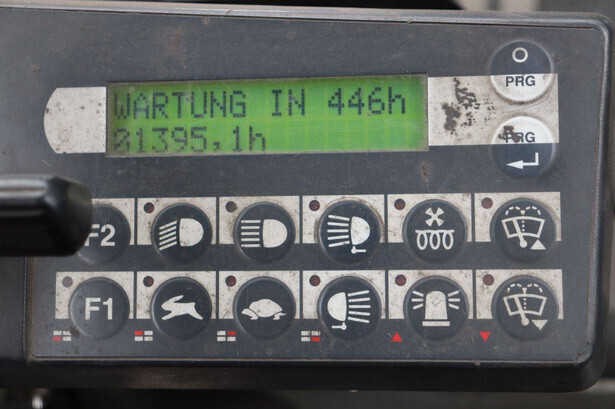 WARTUNG IN 446h
01395,1h
PRG
PRG
F2
F1